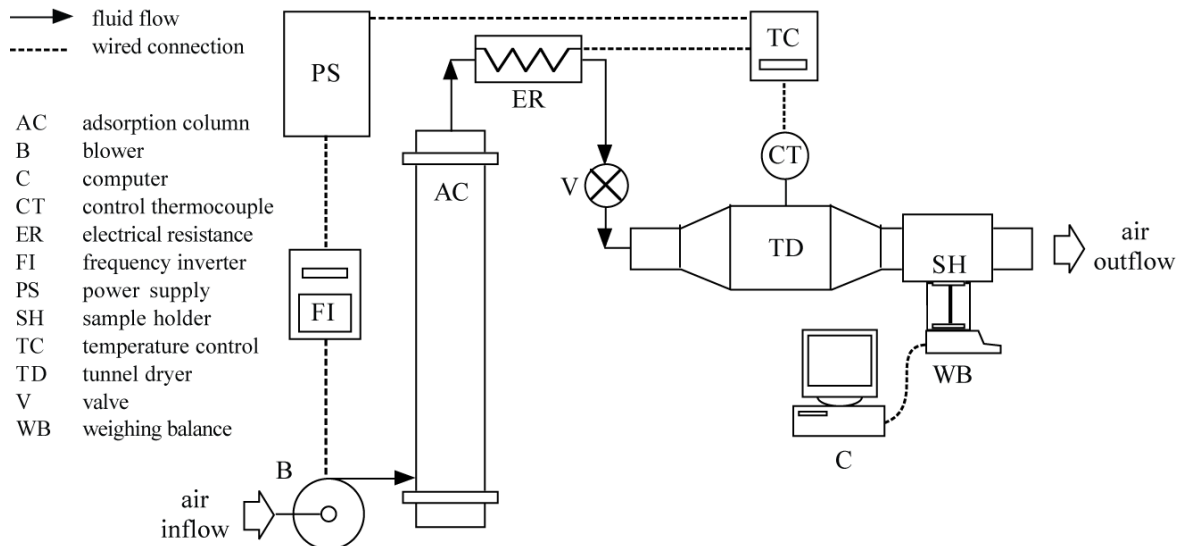 fluid flow
wired connection
AC adsorption column
B blower
C computer
CT control thermocouple
ER electrical resistance
FI frequency inverter
PS power supply
SH sample holder
TC temperature control
TD tunnel dryer
V valve
WB weighing balance
PS
ER
TC
CT
AC
V
TD
SH
air
outflow
FI
WB
C
B
air
inflow